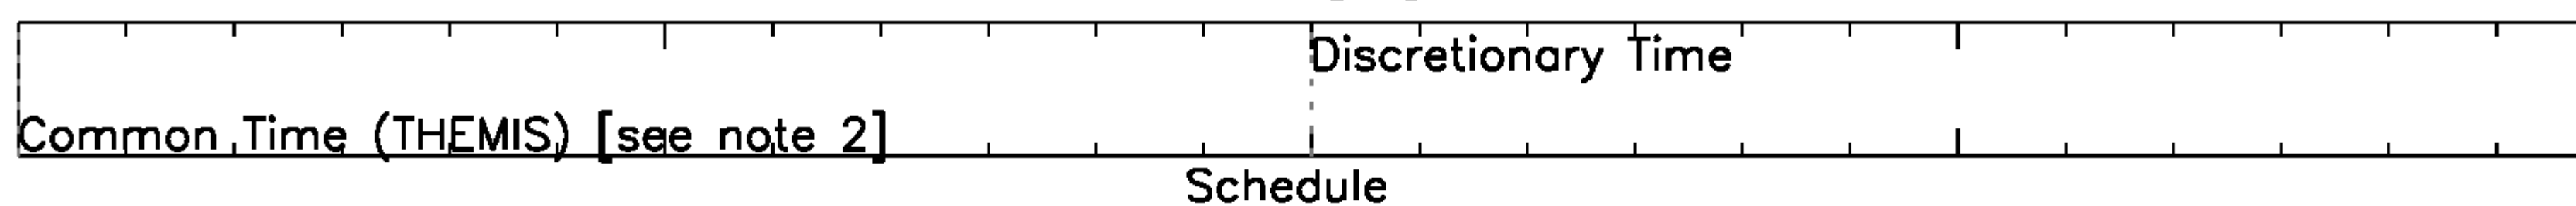 Discretionary Time
Common Time (THEMIS) [see note 2]
Schedule